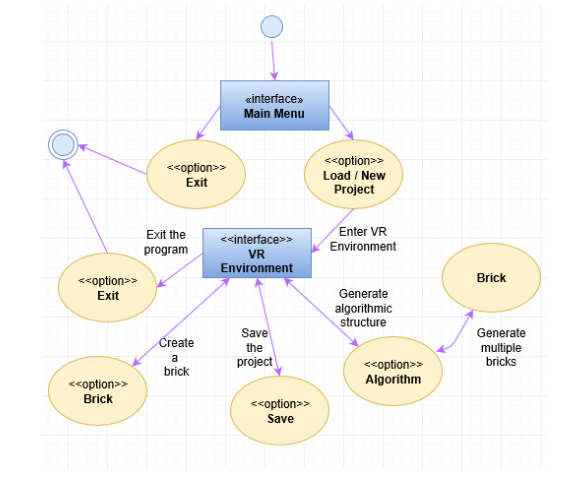 «interface»
Main Menu
<<option>>
Exit
<<option>>
Load / New
Project
Exit the
program
<<interface>>
VR
Environment
Enter VR
Environment
<<option>>
Exit
Brick
Generate
algorithmic
structure
Create
a
brick
Save
the
project
Generate
multiple
bricks
<<option>>
Algorithm
<<option>>
Brick
<<option>>
Save